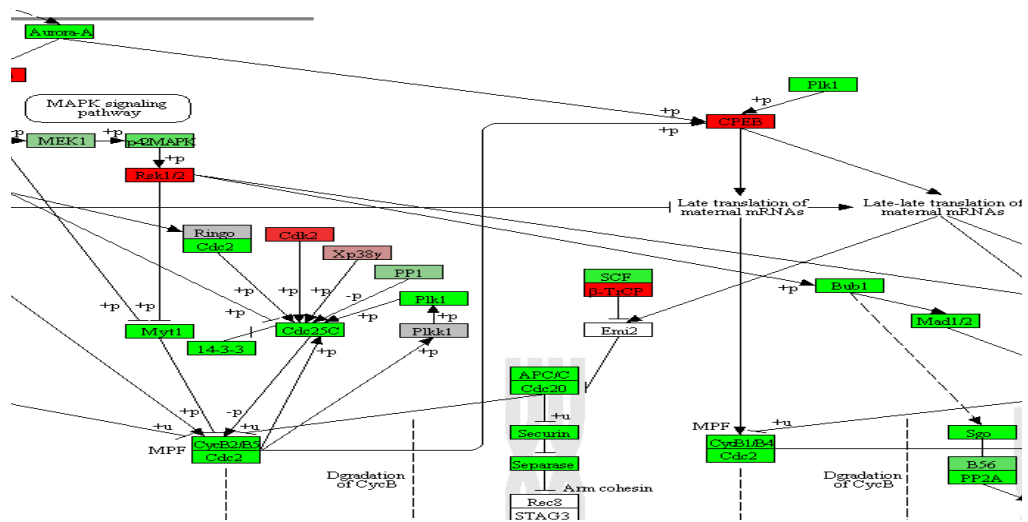 Aurora-A
Plk1
+p
MAPK signaling
pathway
+p
+p
CPEB
-p
+p
MEK1
p42MAPK
+p
Rsk1/2
Late translation of
maternal mRNAs
Late-late translation of
maternal mRNAs
Ringo
Cdc2
Cdk2
Xp38γ
PP1
SCF
β-TrCP
+p
Bub1
-p
Plk1
+p
+p
+p
Myt1
Cdc25C
+p
Plkk1
Emi2
Mad1/2
14-3-3
+p
+p
APC/C
Cdc20
+p
-p
+u
+u
+u
MPF
CycB2/B5
Cdc2
Securin
MPF
+u
CycB1/B4
Cdc2
Sgo
Separase
B56
PP2A
Dgradation
of CycB
Arm cohesin
Dgradation
of CycB
Rec8
STAG3